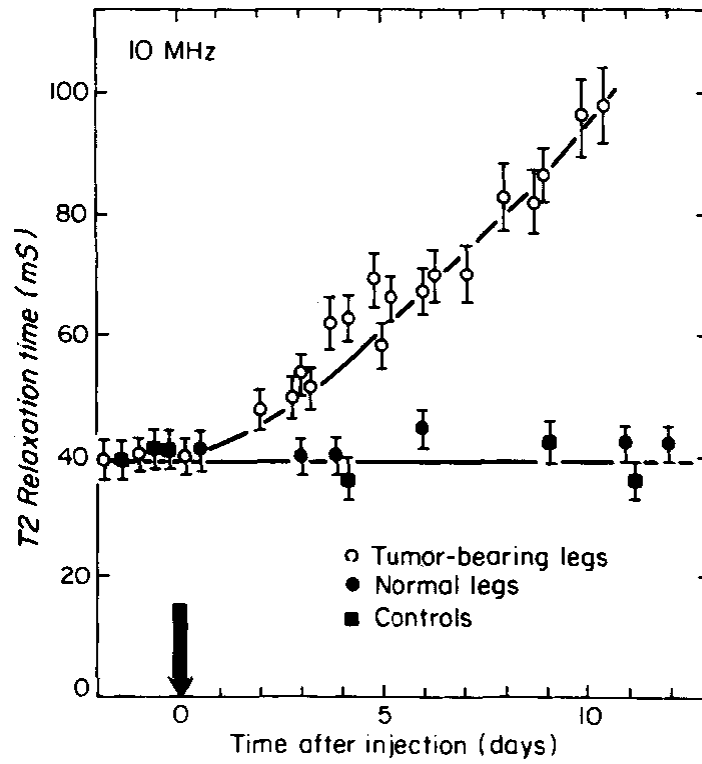 10 MHz
100
80
60
40
20
0
T2 Relaxation time (mS)
Tumor-bearing legs
Normal legs
Controls
0 5 10
Time after injection (days)